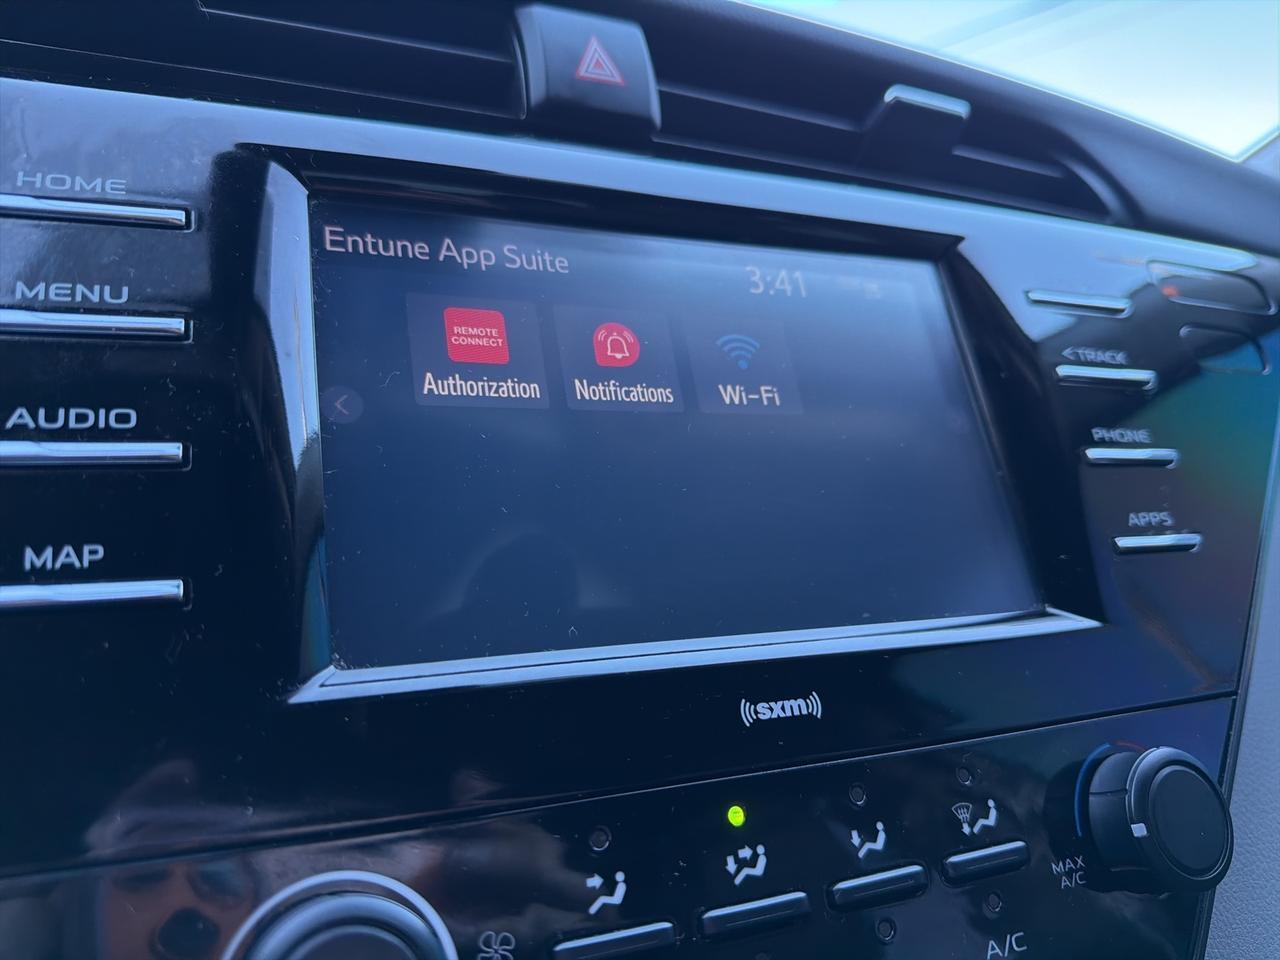 HOME
MENU
AUDIO
MAP
Entune App Suite
3:41
REMOTE
CONNECT
Authorization
Notifications
Wi-Fi
<TRACK
PHONE
APPS
((sxm))
MAX
A/C
A/C